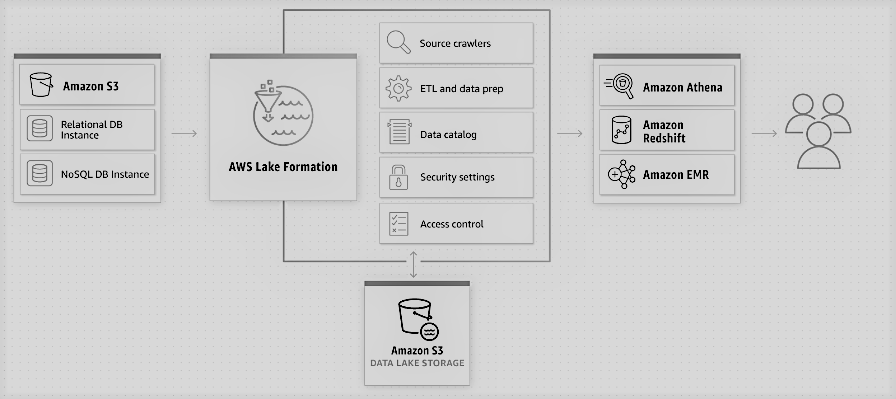 Amazon S3
Relational DB
Instance
NoSQL DB Instance
AWS Lake Formation
Source crawlers
ETL and data prep
Data catalog
Security settings
Access control
Amazon S3
DATA LAKE STORAGE
Amazon Athena
Amazon
Redshift
Amazon EMR